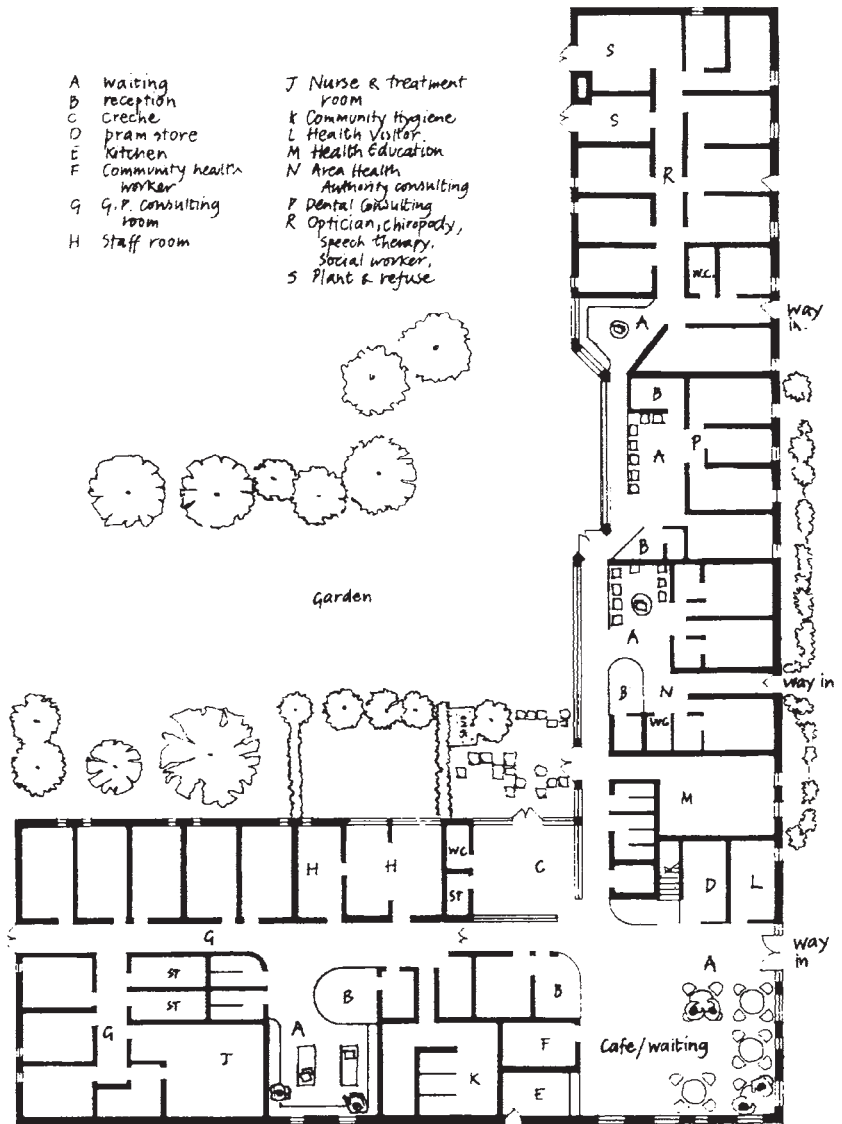 A waiting
B reception
C Creche
D pram store
E Kitchen
F Community health
worker
G G.P. Consulting
room
H Staff room
J Nurse & treatment
room
K Community Hygiene
L Health Visitor.
M Health Education
N Area Health
Authority consulting
P Dental Consulting
R Optician, chiropody,
speech therapy,
Social worker,
S Plant & refuse
S
S
R
W.C.
A
way
in.
B
P
A
B
Garden
A
way in
B
N
WC
M
H
H
WC
C
ST
D
L
G
way
in
A
ST
ST
B
B
G
A
Cafe/waiting
F
J
K
E